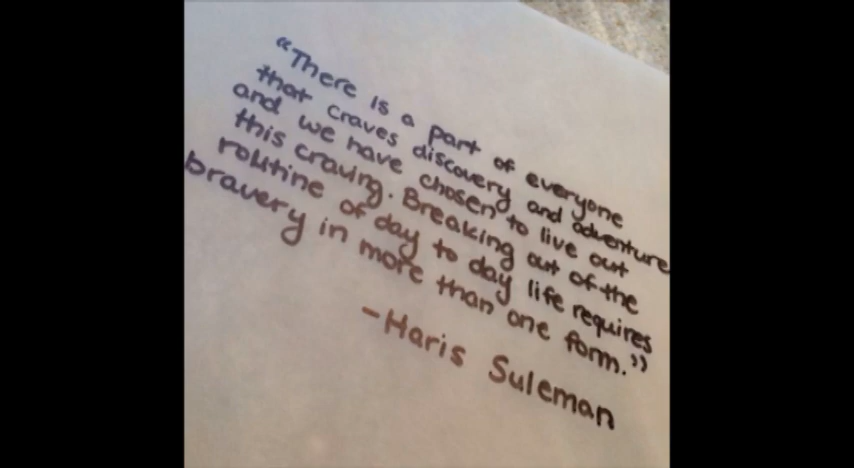 “There is a part of everyone
that craves discovery and adventure
and we have chosen to live out
this craving. Breaking out of the
routine of day to day life requires
bravery in more than one form.”
-Haris Suleman